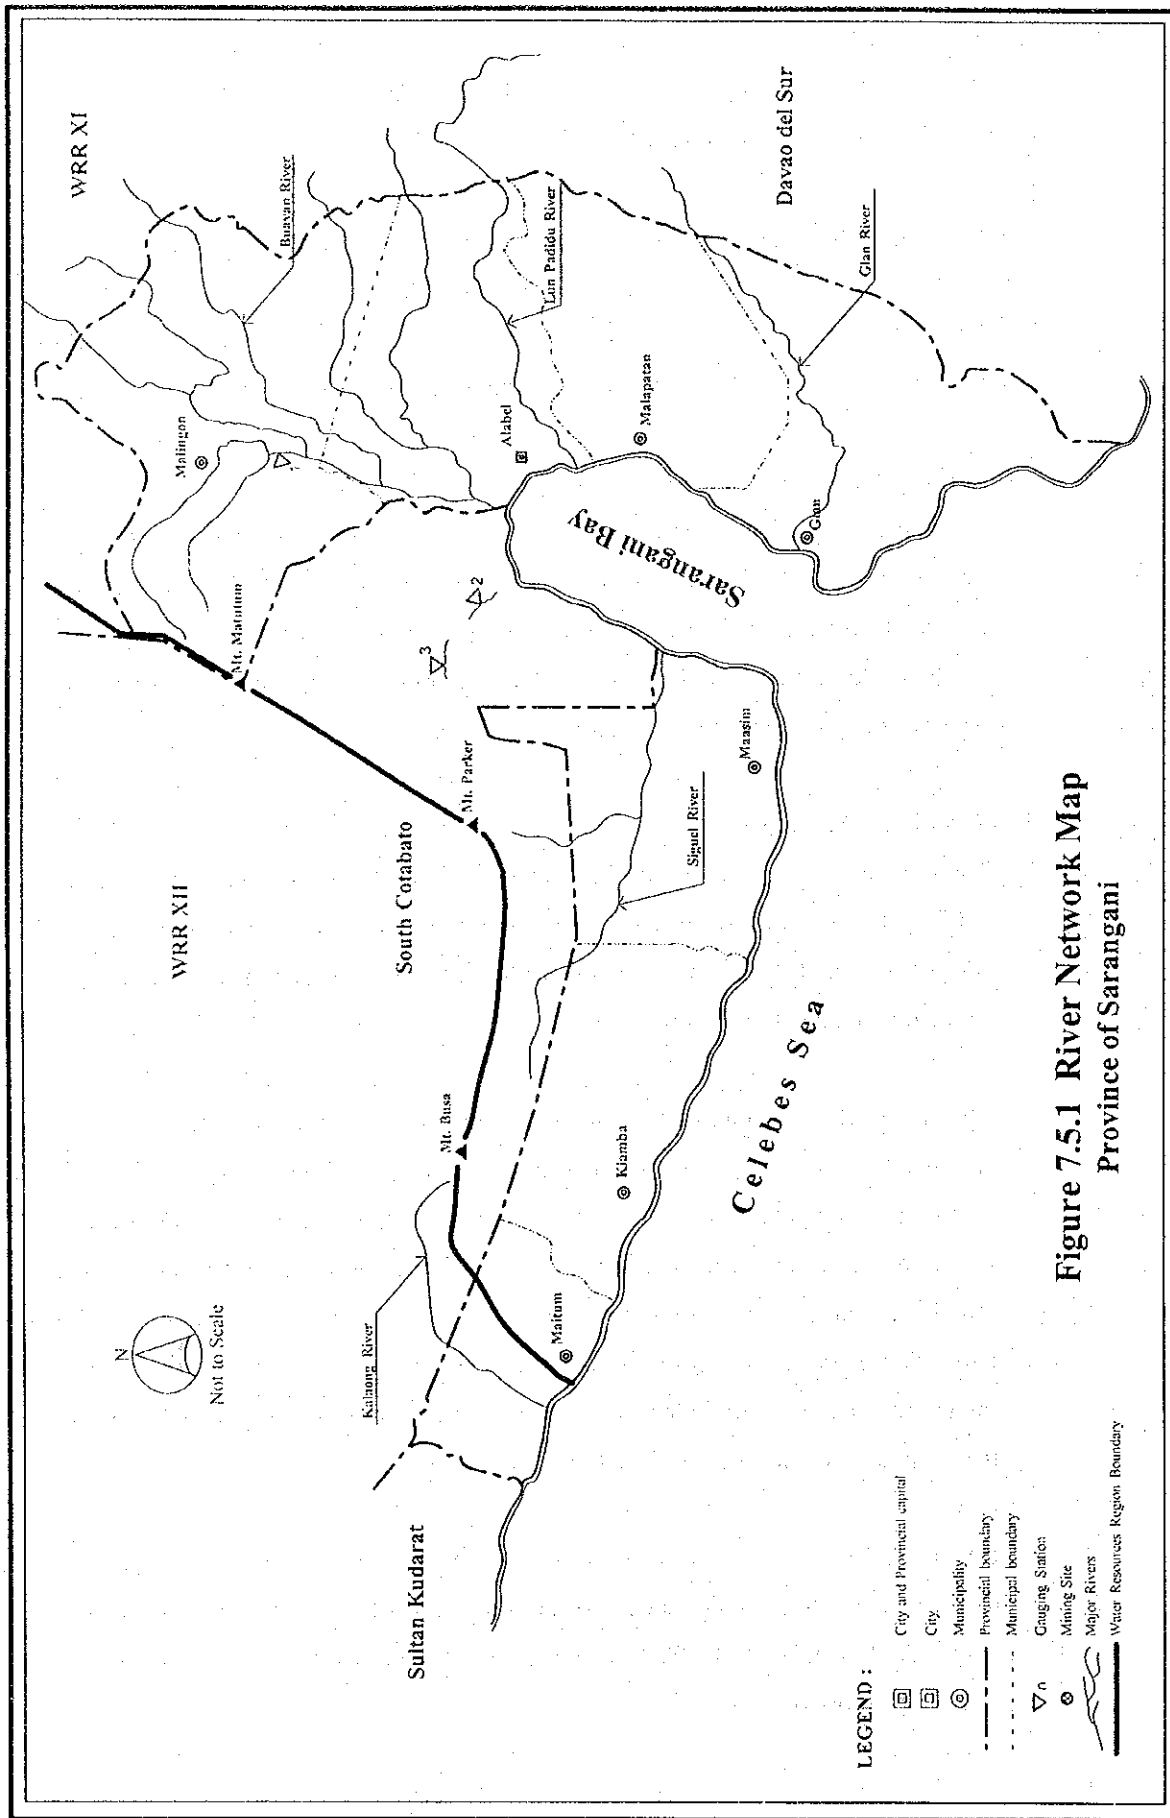 WRR XI
WRR XII
N
Not to Scale
Buayan River
Malingon
Mt. Matutum
Lun Padidu River
Davao del Sur
Alabel
Malapatan
Glan River
Glan
Sarangani Bay
2
3
Mt. Parker
South Cotabato
Siguel River
Maasim
Mt. Busa
Kiamba
Celebes Sea
Kalaong River
Maitum
Sultan Kudarat
LEGEND :
City and Provincial capital
City
Municipality
Provincial boundary
Municipal boundary
n Gauging Station
Mining Site
Major Rivers
Water Resources Region Boundary
Figure 7.5.1 River Network Map
Province of Sarangani